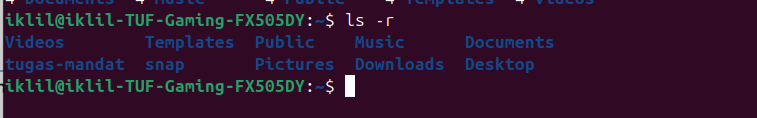 4 Documents  4 Music      4 Public    4 Templates  4 Videos
iklil@iklil-TUF-Gaming-FX505DY:~$ ls -r
Videos        Templates  Public    Music      Documents
tugas-mandat  snap       Pictures  Downloads  Desktop
iklil@iklil-TUF-Gaming-FX505DY:~$